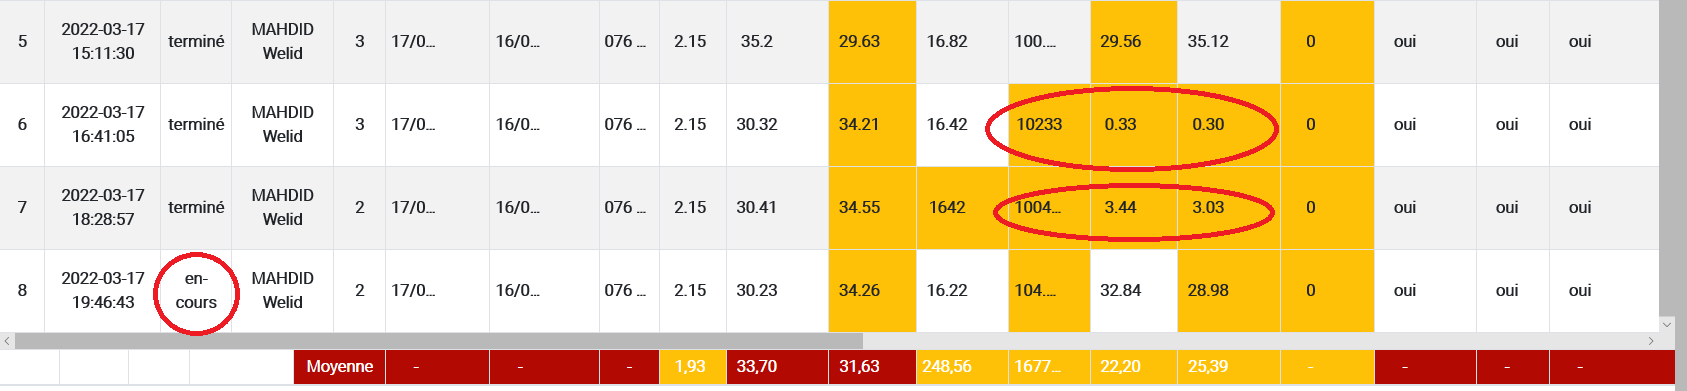 5 2022-03-17 15:11:30 terminé MAHDID Welid 3 17/0... 16/0... 076 ... 2.15 35.2 29.63 16.82 100.... 29.56 35.12 0 oui oui oui
6 2022-03-17 16:41:05 terminé MAHDID Welid 3 17/0... 16/0... 076 ... 2.15 30.32 34.21 16.42 10233 0.33 0.30 0 oui oui oui
7 2022-03-17 18:28:57 terminé MAHDID Welid 2 17/0... 16/0... 076 ... 2.15 30.41 34.55 1642 1004... 3.44 3.03 0 oui oui oui
8 2022-03-17 19:46:43 en-cours MAHDID Welid 2 17/0... 16/0... 076 ... 2.15 30.23 34.26 16.22 104.... 32.84 28.98 0 oui oui oui
Moyenne - - - 1,93 33,70 31,63 248,56 1677... 22,20 25,39 - - - -